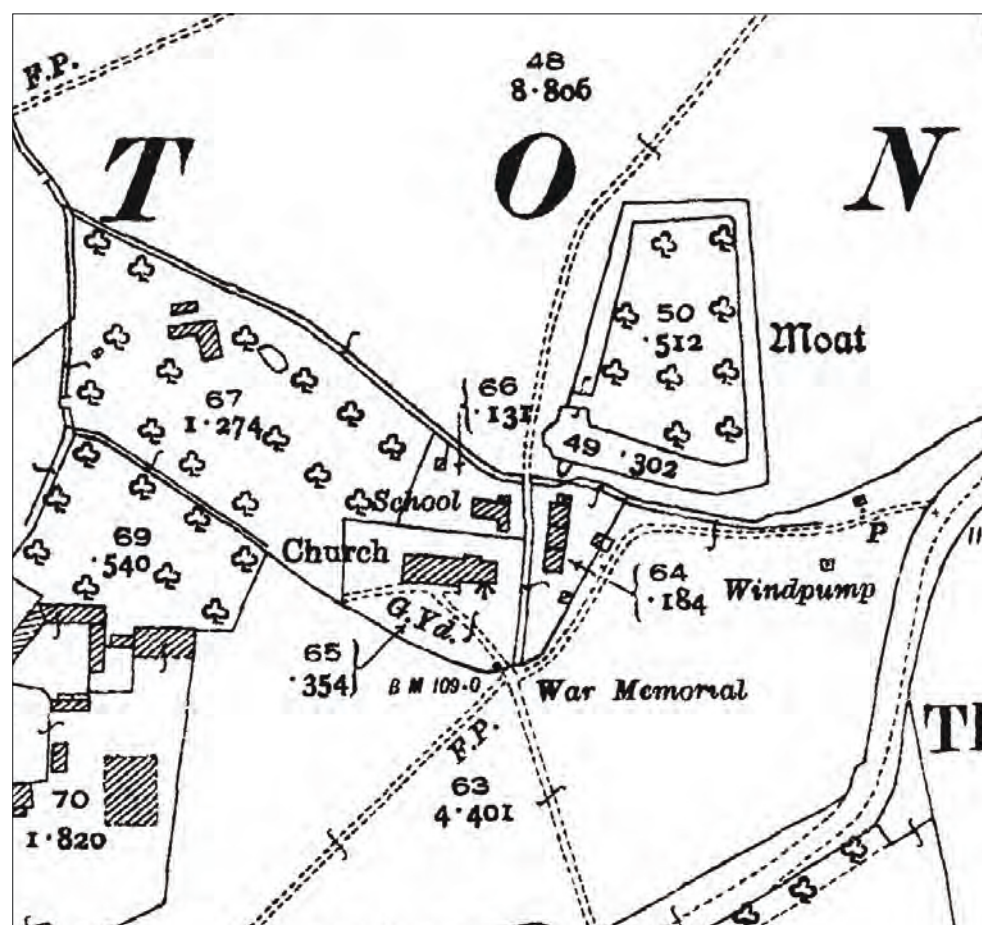 F.P.
48
8·806
T
O
N
50
·512
Moat
66
·131
67
1·274
49 ·302
School
69
·540
Church
P
64
·184
Windpump
G. Yd.
65
·354
B M 109·0
War Memorial
F.P.
63
4·401
70
1·820